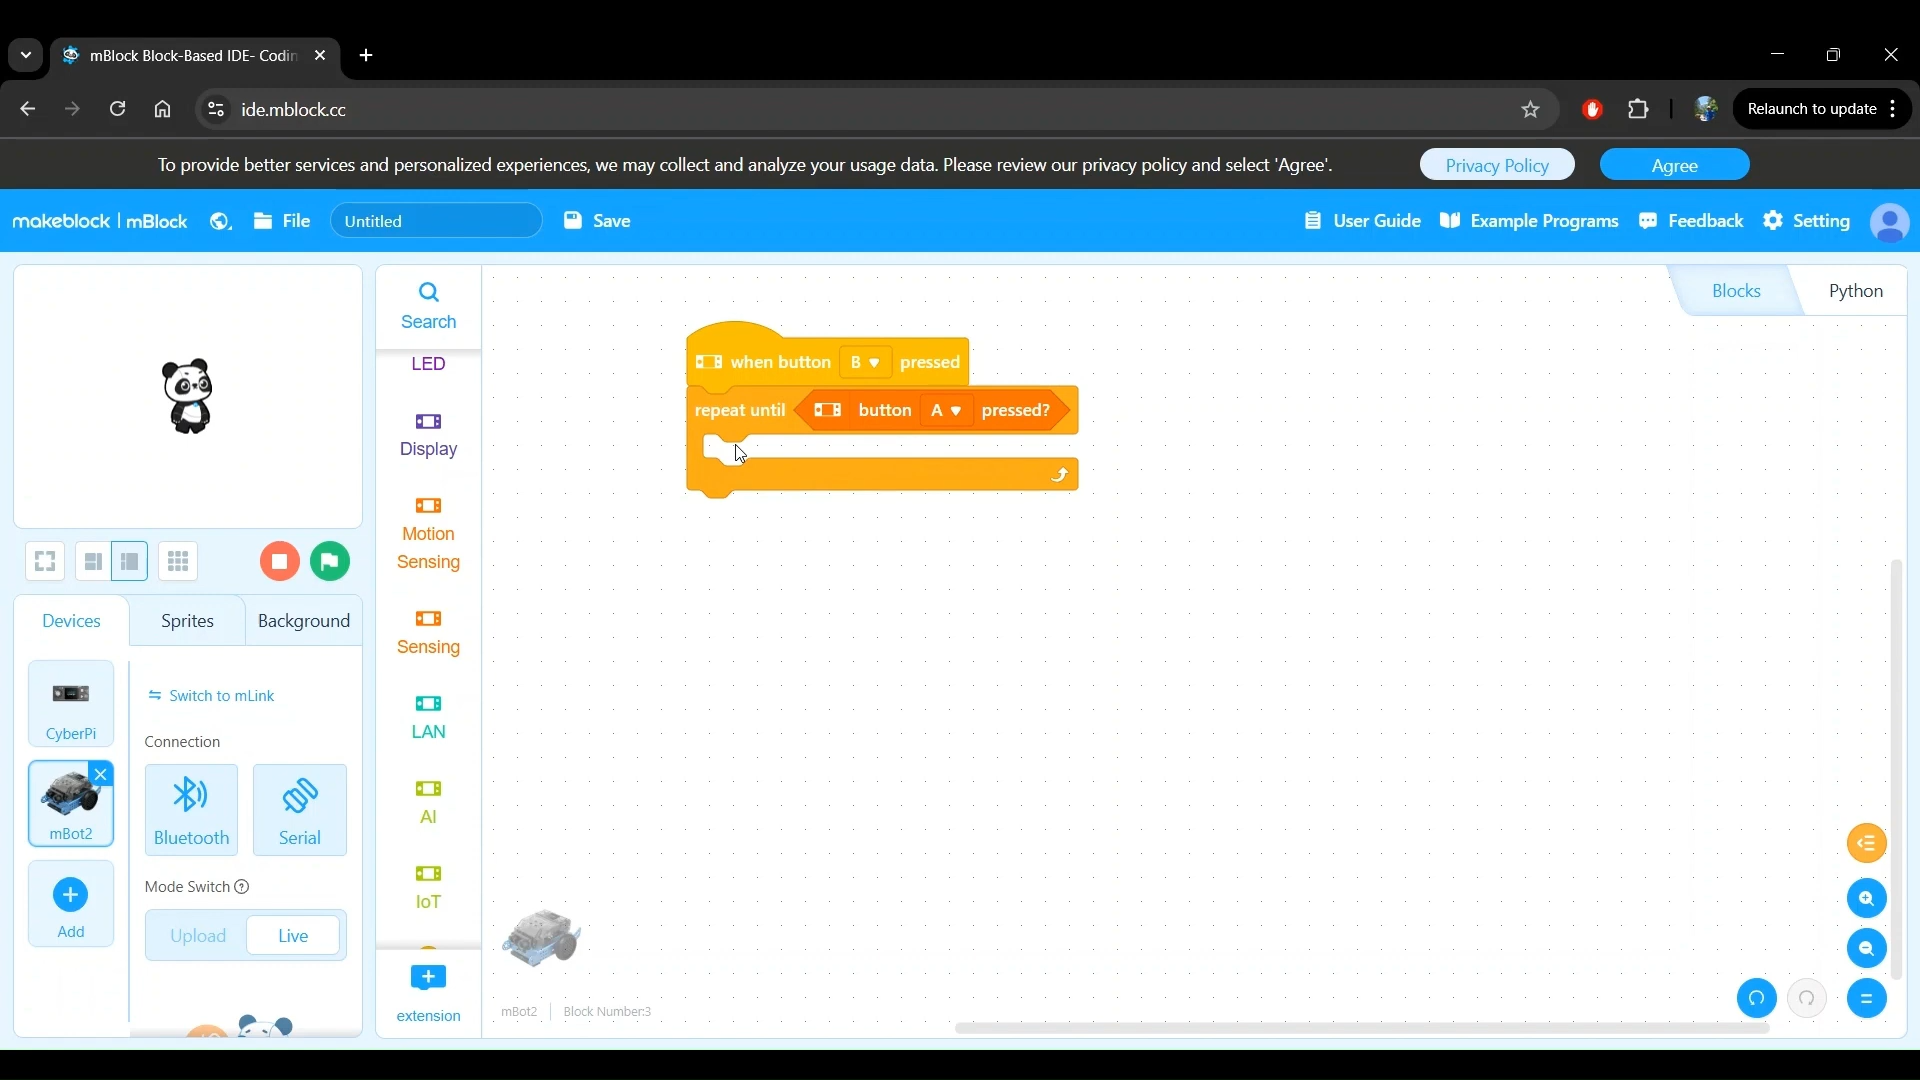 mBlock Block-Based IDE- Codin
ide.mblock.cc
Relaunch to update
To provide better services and personalized experiences, we may collect and analyze your usage data. Please review our privacy policy and select 'Agree'.
Privacy Policy
Agree
makeblock | mBlock
File
Untitled
Save
User Guide
Example Programs
Feedback
Setting
Search
LED
Display
Motion
Sensing
Sensing
LAN
AI
IoT
extension
Blocks
Python
when button B pressed
repeat until button A pressed?
Devices
Sprites
Background
CyberPi
mBot2
Add
Switch to mLink
Connection
Bluetooth
Serial
Mode Switch
Upload
Live
mBot2
Block Number:3